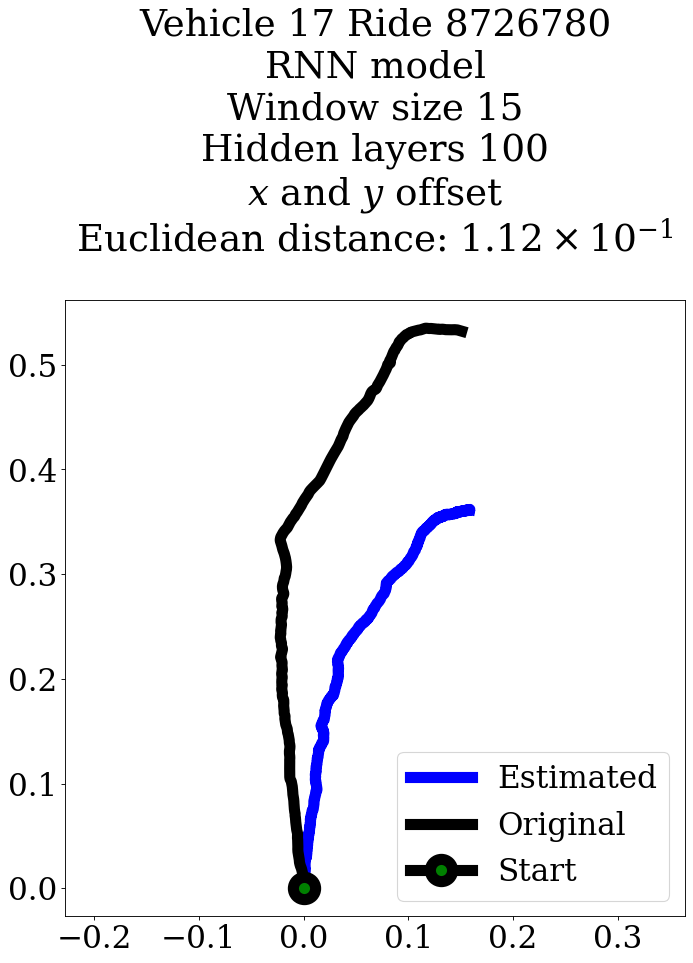 Vehicle 17 Ride 8726780
RNN model
Window size 15
Hidden layers 100
x and y offset
Euclidean distance: 1.12 × 10⁻¹
0.5
0.4
0.3
0.2
0.1
0.0
Estimated
Original
Start
−0.2 −0.1 0.0 0.1 0.2 0.3